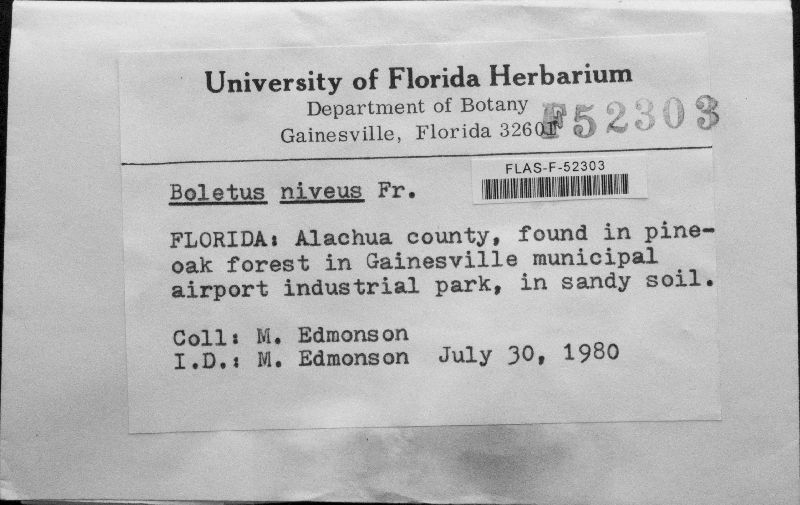 University of Florida Herbarium
Department of Botany
Gainesville, Florida 32601
F52303
FLAS-F-52303
Boletus niveus Fr.
FLORIDA: Alachua county, found in pine-
oak forest in Gainesville municipal
airport industrial park, in sandy soil.
Coll: M. Edmonson
I.D.: M. Edmonson July 30, 1980